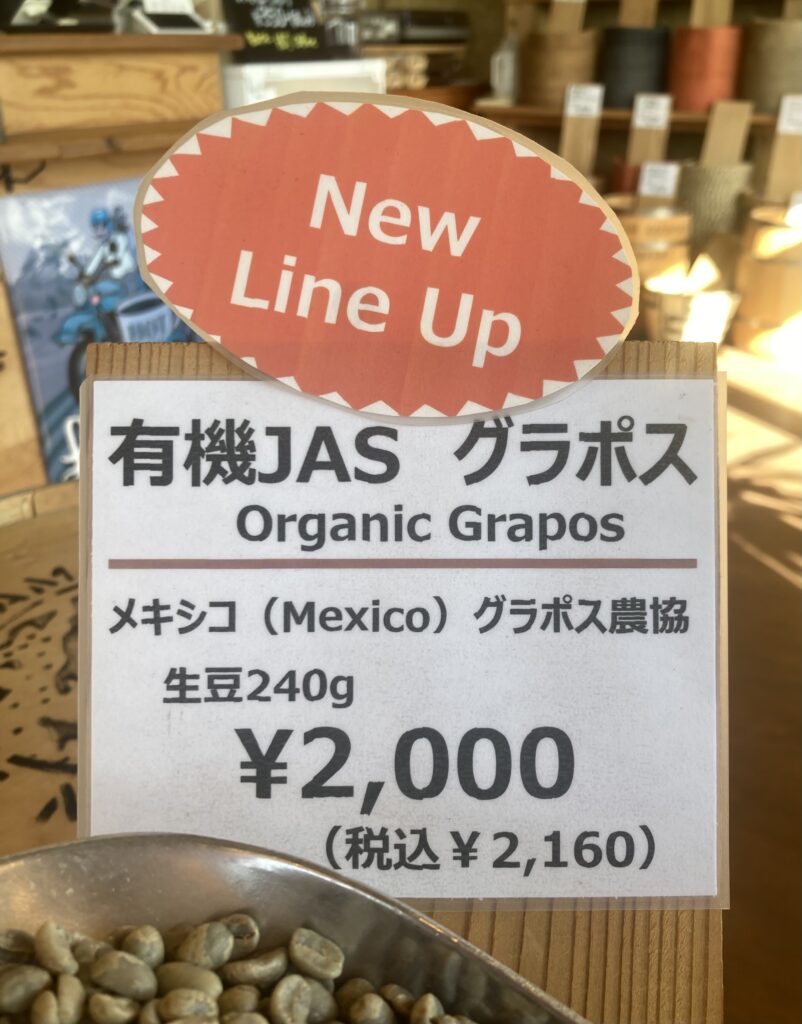 New
Line Up
有機JAS グラポス
Organic Grapos
メキシコ（Mexico）グラポス農協
生豆240g
¥2,000
（税込¥2,160）
HOT